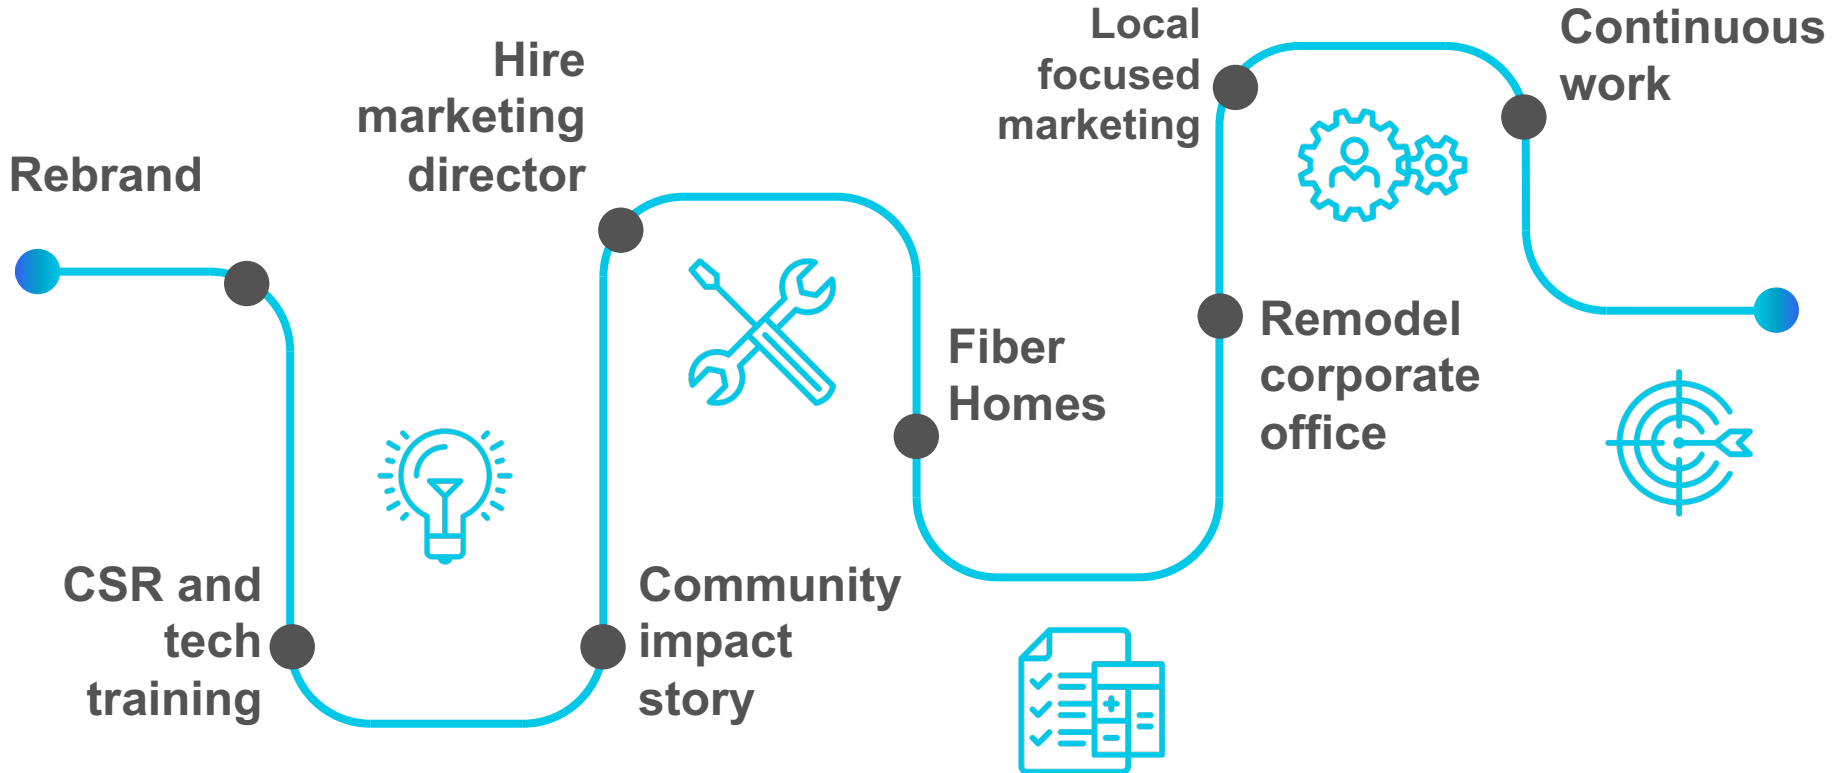 Rebrand
CSR and
tech
training
Hire
marketing
director
Community
impact
story
Fiber
Homes
Local
focused
marketing
Remodel
corporate
office
Continuous
work